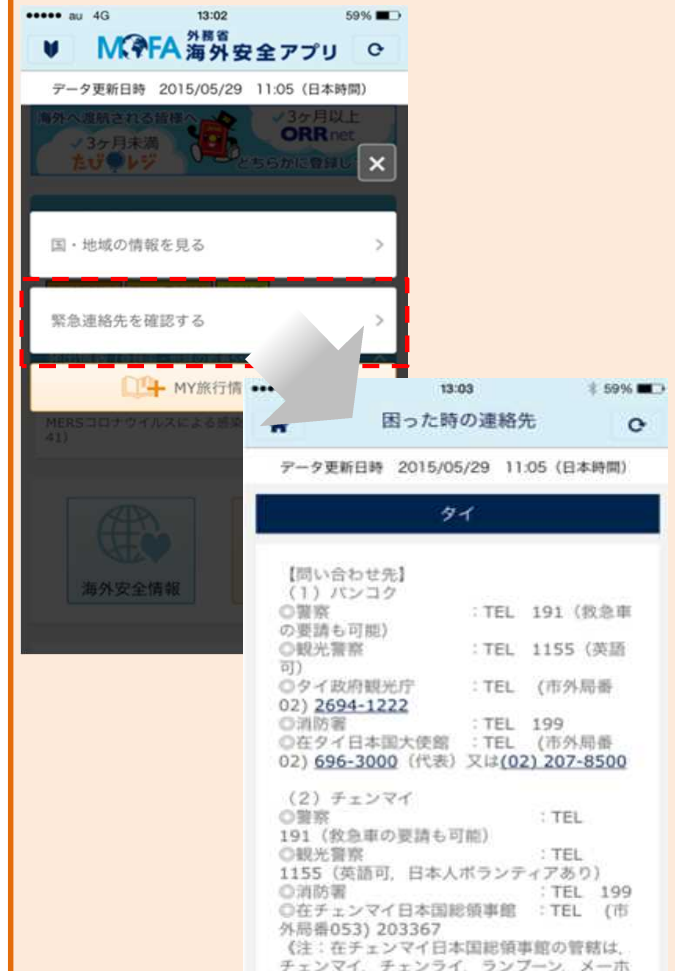 au 4G 13:02 59%
MOFA 外務省 海外安全アプリ
データ更新日時 2015/05/29 11:05（日本時間）
海外へ渡航される皆様へ
✓3ヶ月未満
たびレジ
✓3ヶ月以上
ORRnet
どちらかに登録し
×
国・地域の情報を見る >
緊急連絡先を確認する >
MY旅行情
MERSコロナウイルスによる感染
41)
海外安全情報
13:03 59%
困った時の連絡先
データ更新日時 2015/05/29 11:05（日本時間）
タイ
【問い合わせ先】
（1）バンコク
◎警察 ：TEL 191（救急車
の要請も可能）
◎観光警察 ：TEL 1155（英語
可）
◎タイ政府観光庁 ：TEL （市外局番
02) 2694-1222
◎消防署 ：TEL 199
◎在タイ日本国大使館 ：TEL （市外局番
02) 696-3000（代表）又は(02) 207-8500
（2）チェンマイ
◎警察 ：TEL
191（救急車の要請も可能）
◎観光警察 ：TEL
1155（英語可，日本人ボランティアあり）
◎消防署 ：TEL 199
◎在チェンマイ日本国総領事館 ：TEL （市
外局番053) 203367
《注：在チェンマイ日本国総領事館の管轄は，
チェンマイ，チェンライ，ランプーン，メーホ